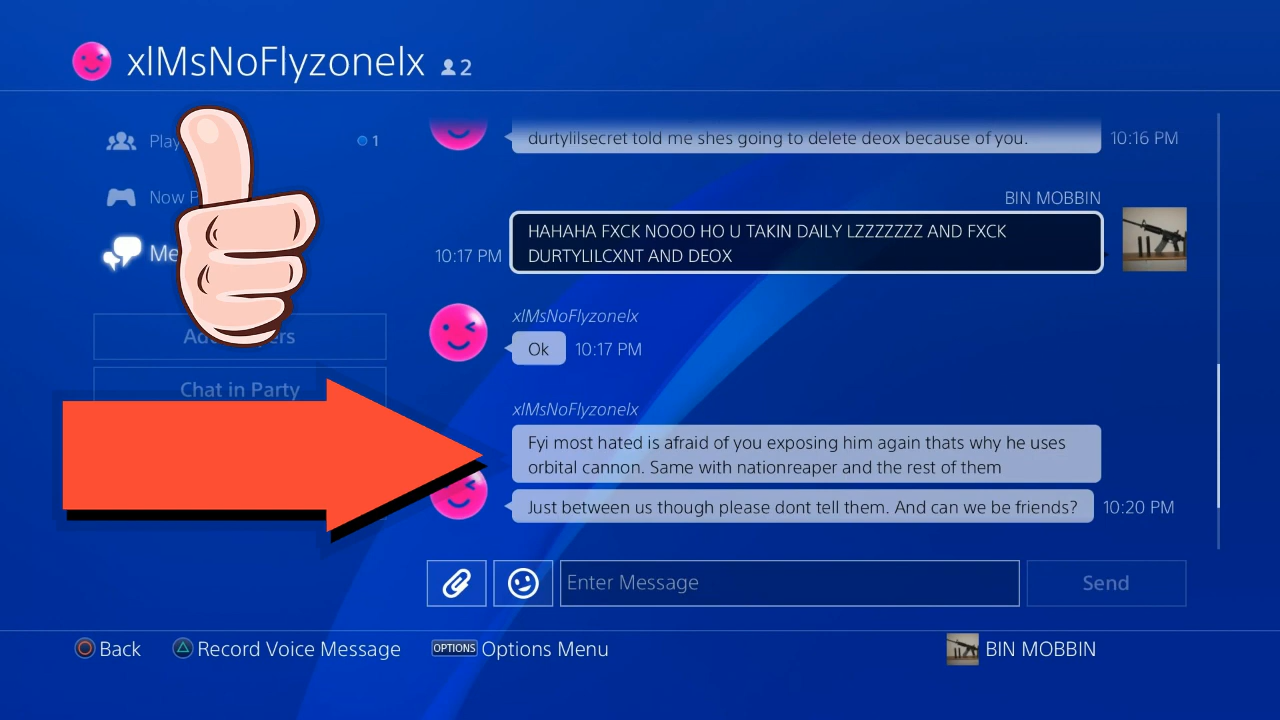 xlMsNoFlyzonelx 2
Play
1
durtylilsecret told me shes going to delete deox because of you.
10:16 PM
Now P
BIN MOBBIN
HAHAHA FXCK NOOO HO U TAKIN DAILY LZZZZZZZ AND FXCK
DURTYLILCXNT AND DEOX
10:17 PM
Me
xlMsNoFlyzonelx
Ok
10:17 PM
Ad
ers
Chat in Party
xlMsNoFlyzonelx
Fyi most hated is afraid of you exposing him again thats why he uses
orbital cannon. Same with nationreaper and the rest of them
Just between us though please dont tell them. And can we be friends?
10:20 PM
Enter Message
Send
Back
Record Voice Message
OPTIONS
Options Menu
BIN MOBBIN